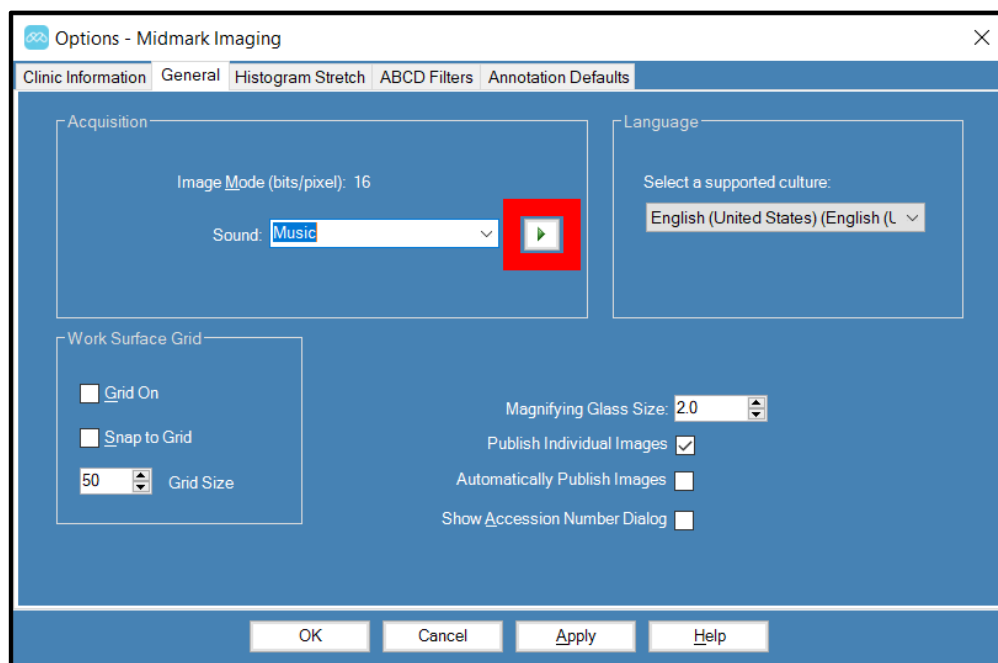 Options - Midmark Imaging
Clinic Information General Histogram Stretch ABCD Filters Annotation Defaults
Acquisition
Image Mode (bits/pixel): 16
Sound: Music
Language
Select a supported culture:
English (United States) (English (U
Work Surface Grid
Grid On
Snap to Grid
50 Grid Size
Magnifying Glass Size: 2.0
Publish Individual Images
Automatically Publish Images
Show Accession Number Dialog
OK Cancel Apply Help